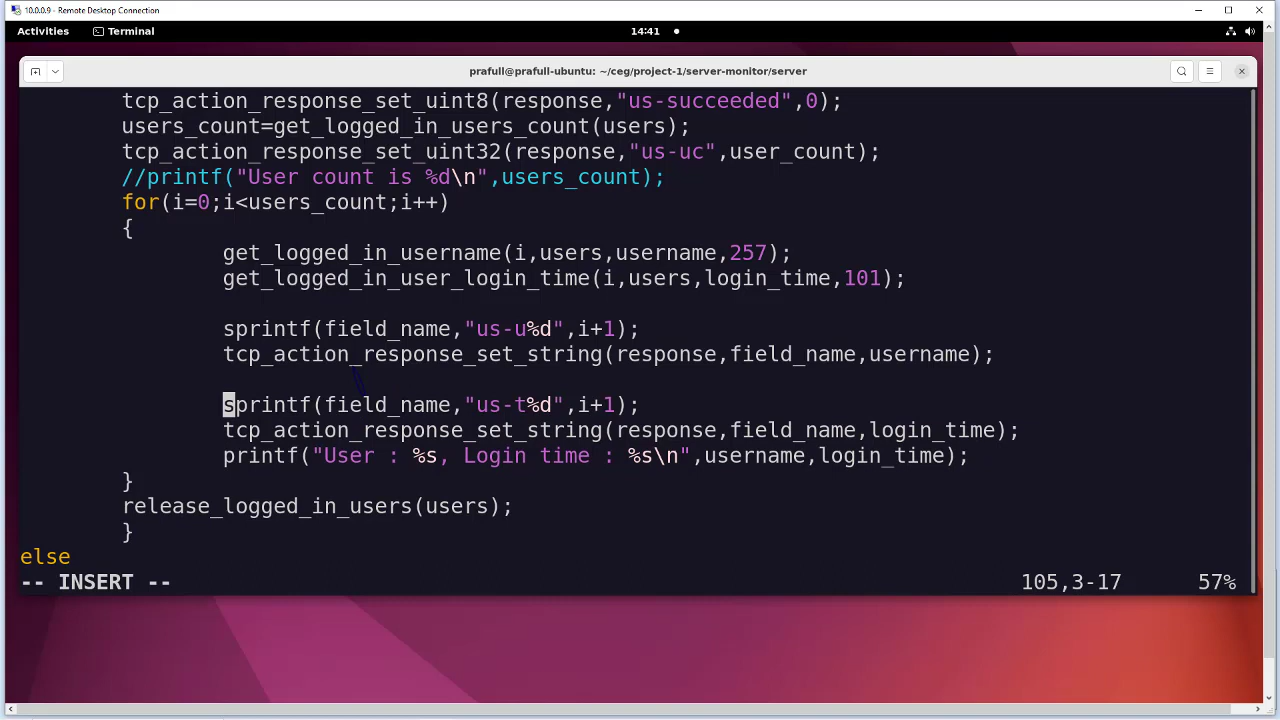 10.0.0.9 - Remote Desktop Connection
Activities
Terminal
14:41
prafull@prafull-ubuntu: ~/ceg/project-1/server-monitor/server
tcp_action_response_set_uint8(response,"us-succeeded",0);
users_count=get_logged_in_users_count(users);
tcp_action_response_set_uint32(response,"us-uc",user_count);
//printf("User count is %d\n",users_count);
for(i=0;i<users_count;i++)
{
get_logged_in_username(i,users,username,257);
get_logged_in_user_login_time(i,users,login_time,101);
sprintf(field_name,"us-u%d",i+1);
tcp_action_response_set_string(response,field_name,username);
sprintf(field_name,"us-t%d",i+1);
tcp_action_response_set_string(response,field_name,login_time);
printf("User : %s, Login time : %s\n",username,login_time);
}
release_logged_in_users(users);
}
else
-- INSERT -- 105,3-17 57%